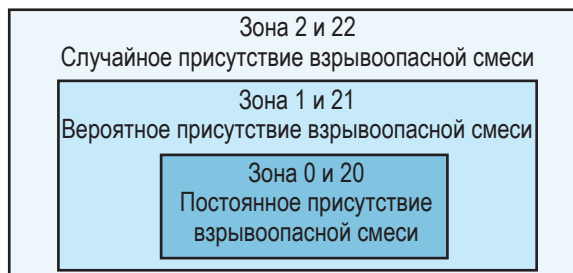 Зона 2 и 22
Случайное присутствие взрывоопасной смеси
Зона 1 и 21
Вероятное присутствие взрывоопасной смеси
Зона 0 и 20
Постоянное присутствие
взрывоопасной смеси